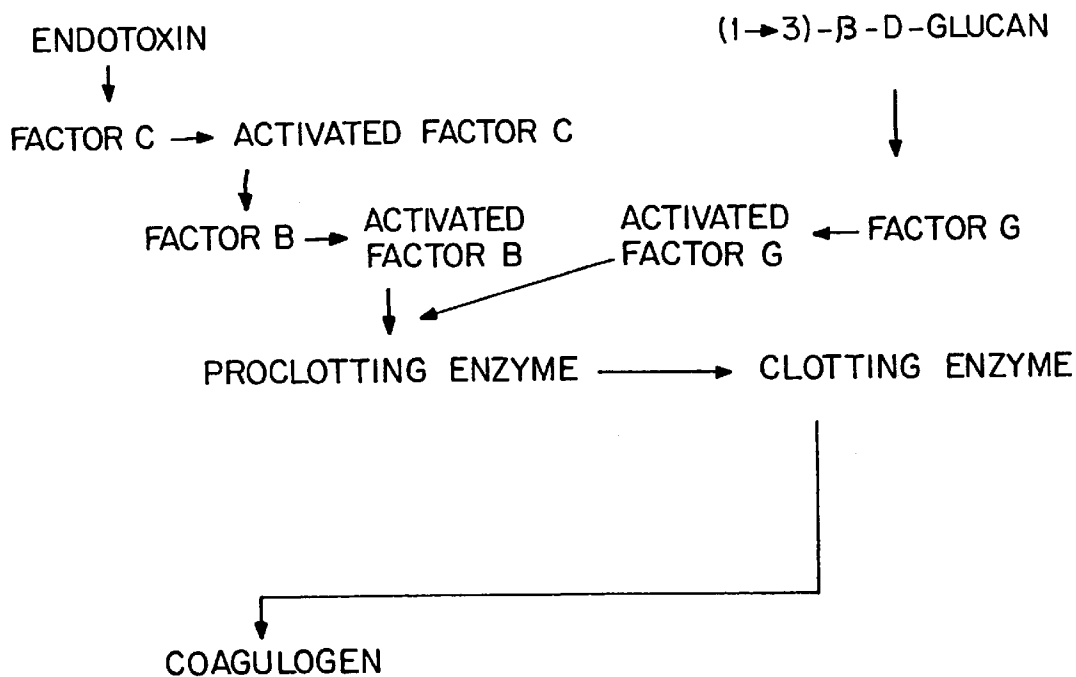 ENDOTOXIN
(1→3)-β-D-GLUCAN
FACTOR C → ACTIVATED FACTOR C
FACTOR B → ACTIVATED FACTOR B
ACTIVATED FACTOR G ← FACTOR G
PROCLOTTING ENZYME → CLOTTING ENZYME
COAGULOGEN